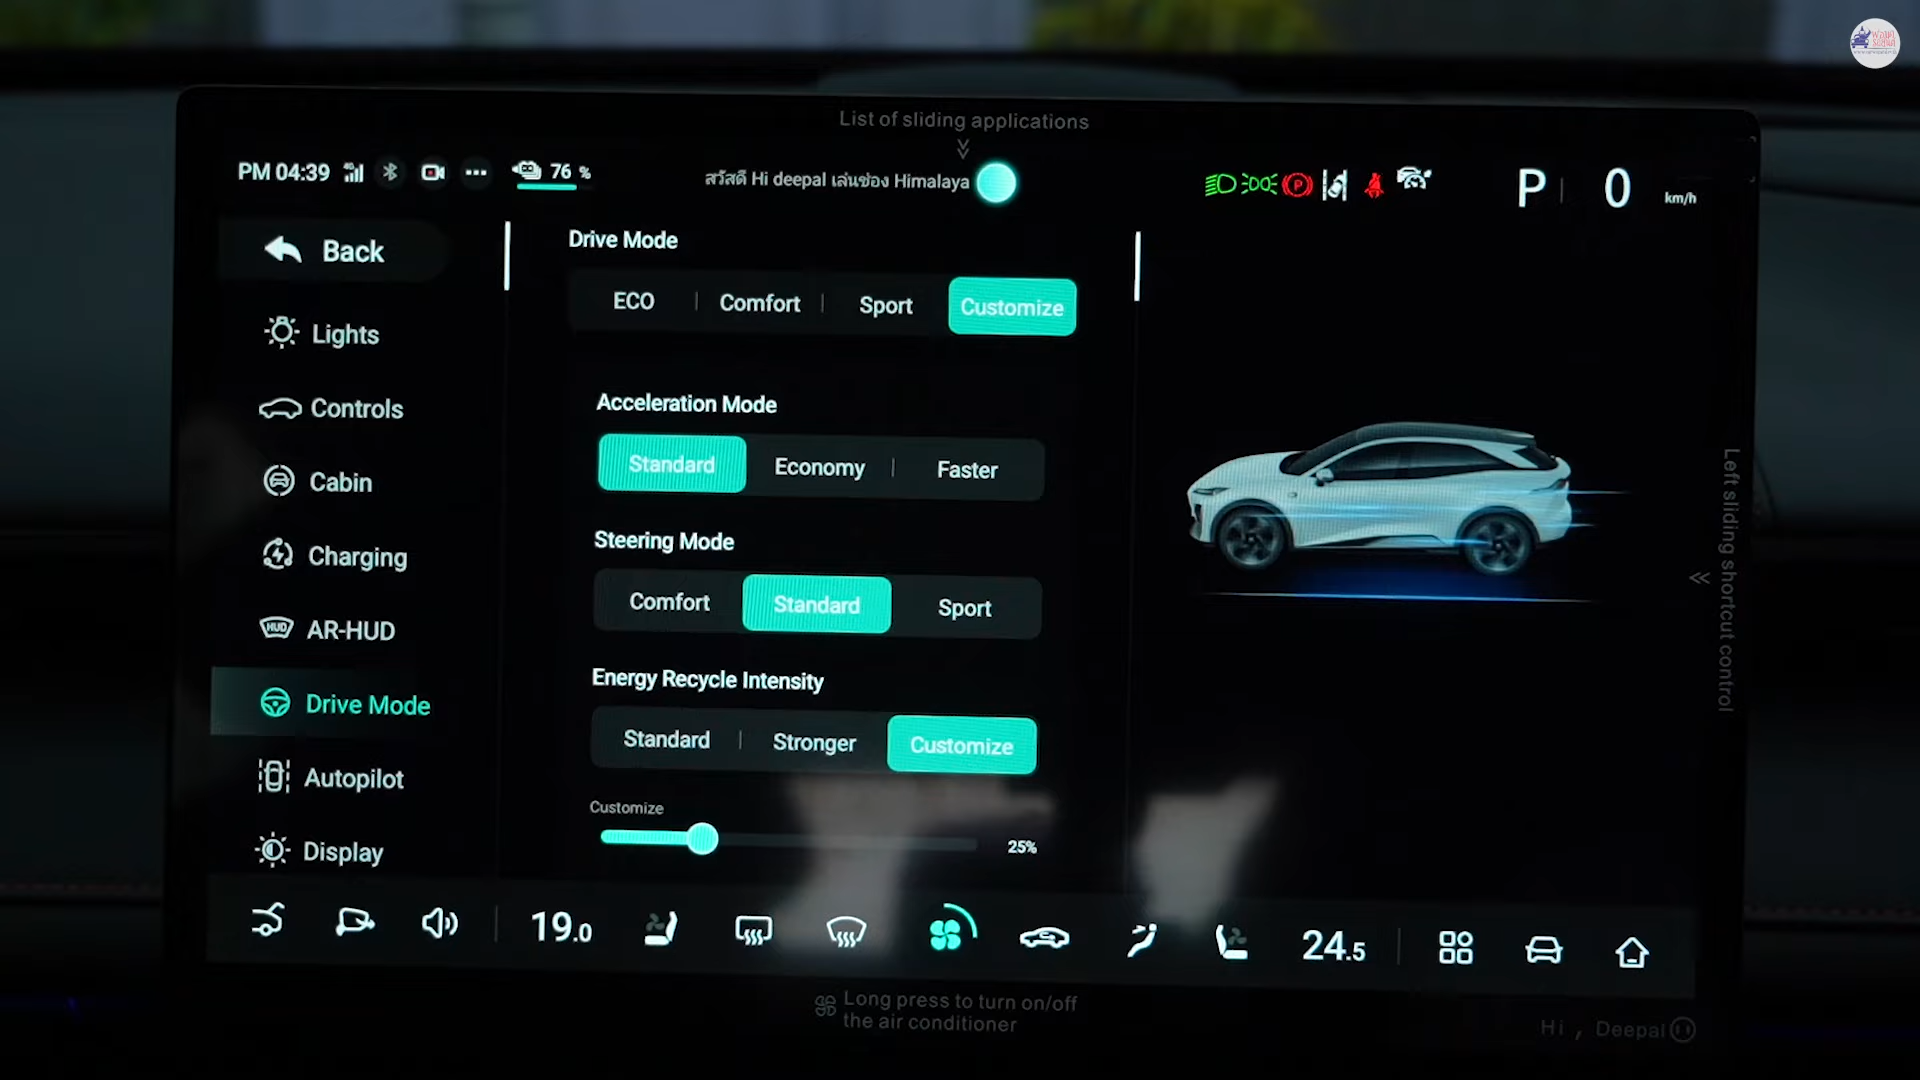 List of sliding applications
PM 04:39 4G 76 %
สวัสดี Hi deepal เล่นช่อง Himalaya
P 0 km/h
Back
Lights
Controls
Cabin
Charging
HUD AR-HUD
Drive Mode
Autopilot
Display
Drive Mode
ECO Comfort Sport Customize
Acceleration Mode
Standard Economy Faster
Steering Mode
Comfort Standard Sport
Energy Recycle Intensity
Standard Stronger Customize
Customize
25%
Left sliding shortcut control
19.0 24.5
Long press to turn on/off
the air conditioner
Hi , Deepal